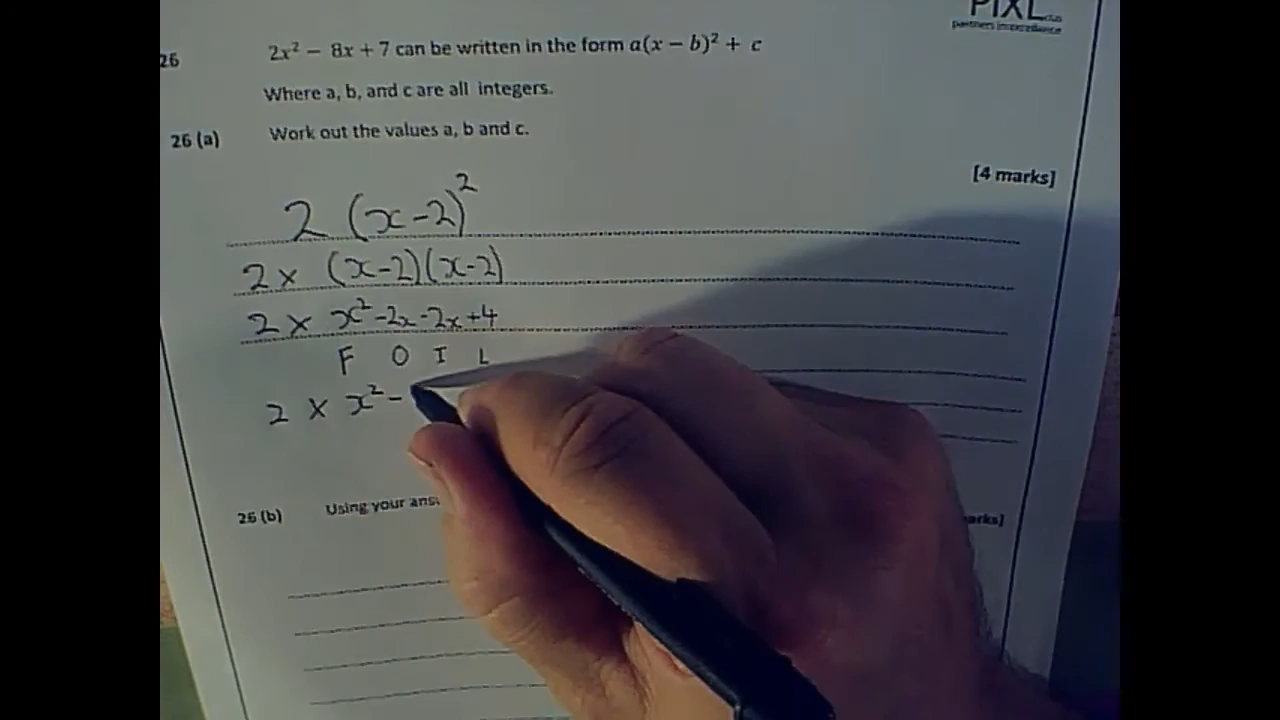 PiXL
partners in excellence
26 2x² − 8x + 7 can be written in the form a(x − b)² + c
Where a, b, and c are all integers.
26 (a) Work out the values a, b and c.
[4 marks]
2 (x-2)²
2 × (x-2)(x-2)
2 × x²-2x-2x+4
F O I L
2 × x² -
26 (b) Using your